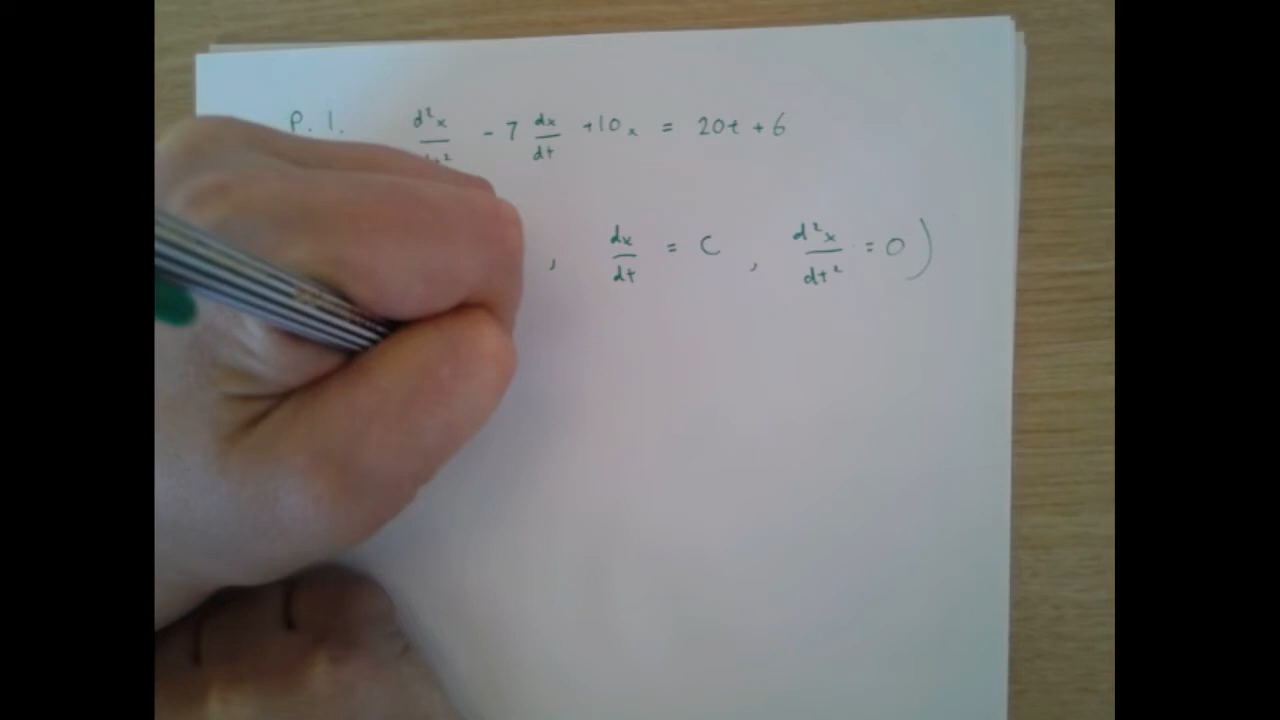 P. 1. d²x/dt² - 7 dx/dt + 10x = 20t + 6
, dx/dt = C , d²x/dt² = 0)